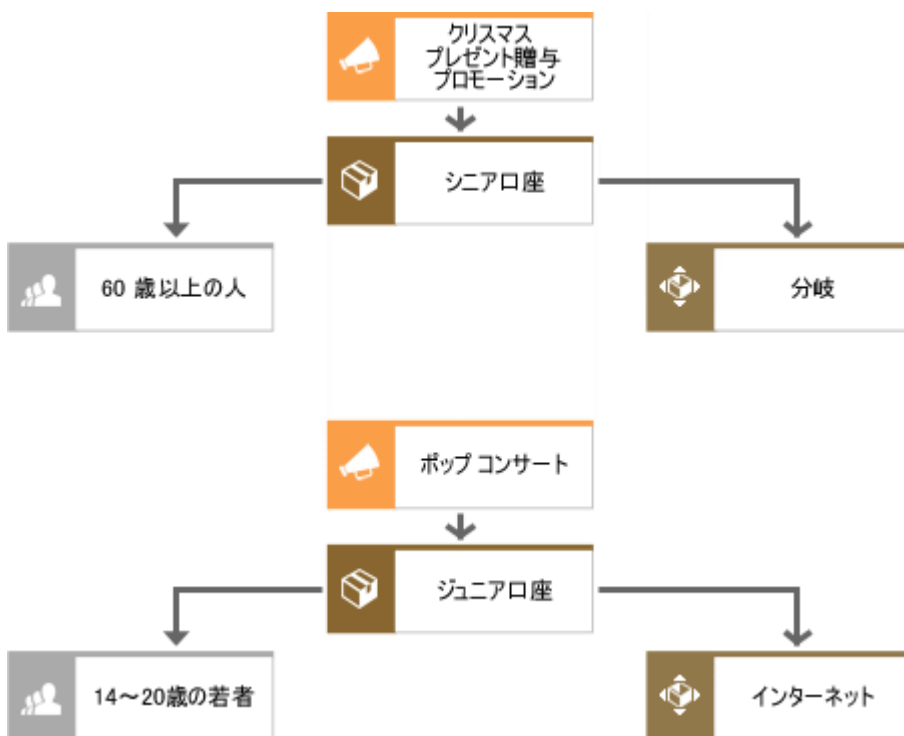 クリスマス
プレゼント贈与
プロモーション
シニア口座
60 歳以上の人
分岐
ポップ コンサート
ジュニア口座
14～20歳の若者
インターネット